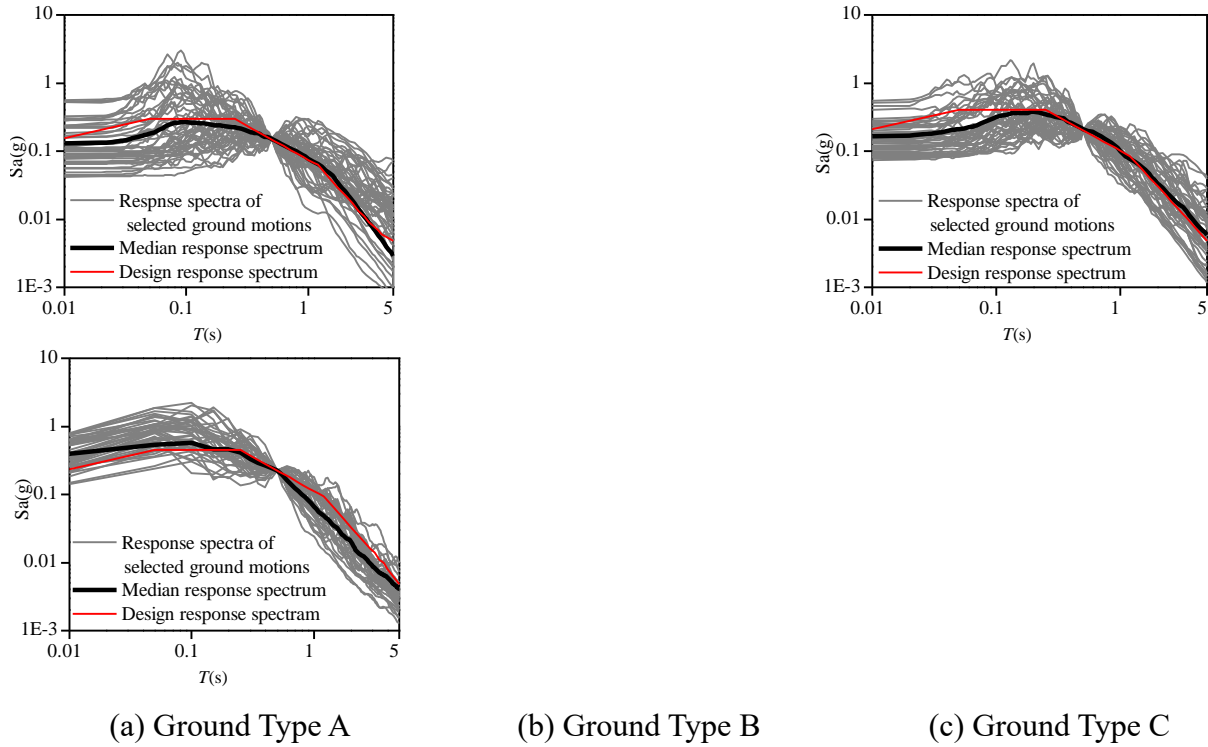 10
1
0.1
0.01
1E-3
Sa(g)
Respnse spectra of
selected ground motions
Median response spectrum
Design response spectrum
0.01
0.1
1
5
T(s)
10
1
0.1
0.01
1E-3
Sa(g)
Response spectra of
selected ground motions
Median response spectrum
Design response spectrum
0.01
0.1
1
5
T(s)
10
1
0.1
0.01
1E-3
Sa(g)
Response spectra of
selected ground motions
Median response spectrum
Design response spectram
0.01
0.1
1
5
T(s)
(a) Ground Type A
(b) Ground Type B
(c) Ground Type C